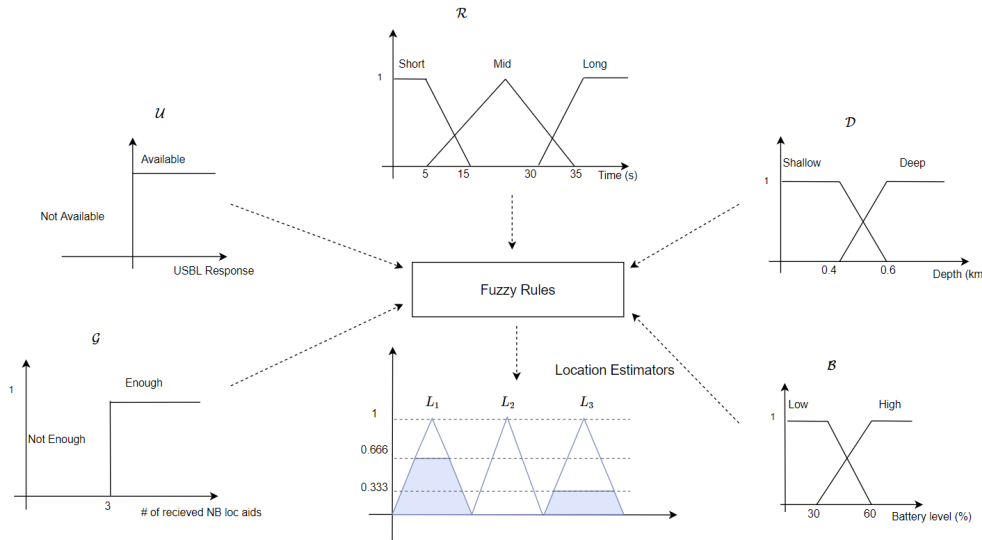 ℛ
Short
Mid
Long
1
5
15
30
35
Time (s)
𝒰
Available
Not Available
USBL Response
𝒟
Shallow
Deep
1
0.4
0.6
Depth (km
Fuzzy Rules
𝒢
1
Enough
Not Enough
3
# of recieved NB loc aids
Location Estimators
L₁
L₂
L₃
1
0.666
0.333
ℬ
Low
High
1
30
60
Battery level (%)